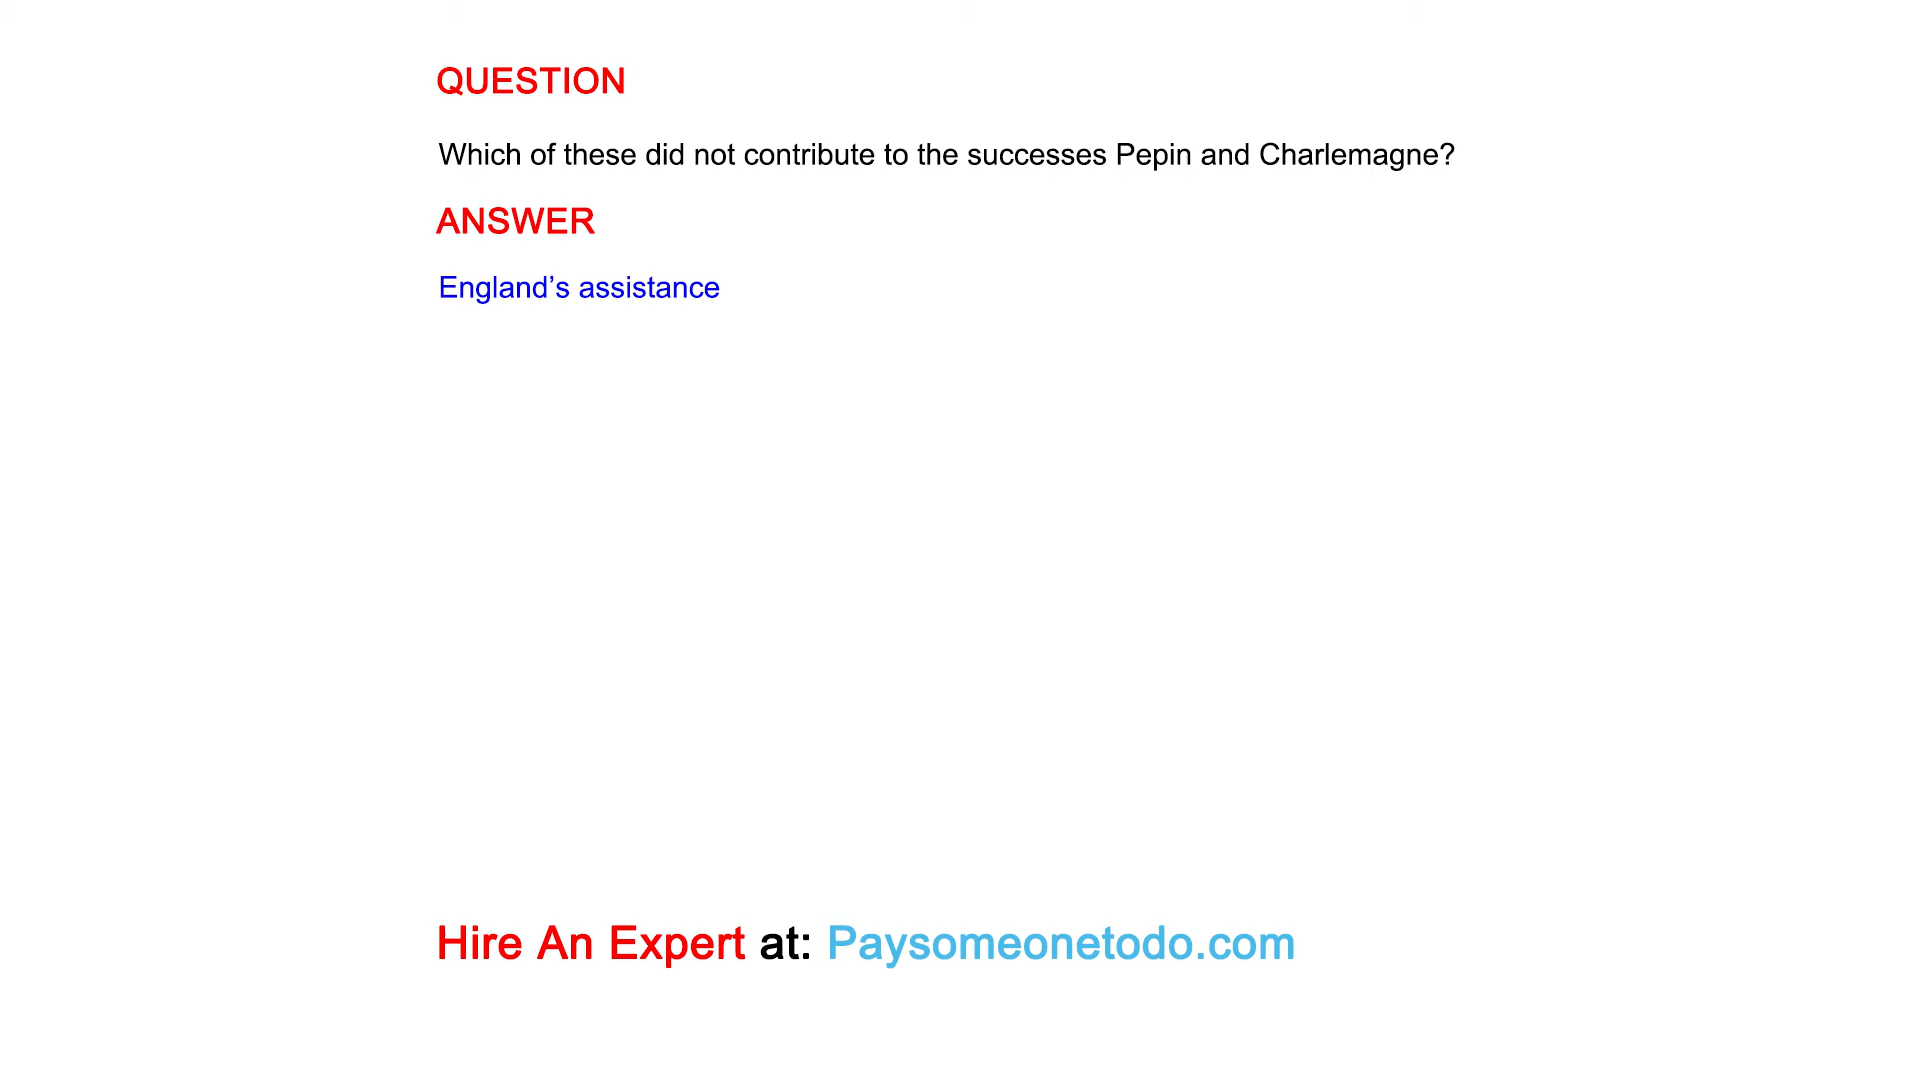 QUESTION
Which of these did not contribute to the successes Pepin and Charlemagne?
ANSWER
England’s assistance
Hire An Expert at: Paysomeonetodo.com